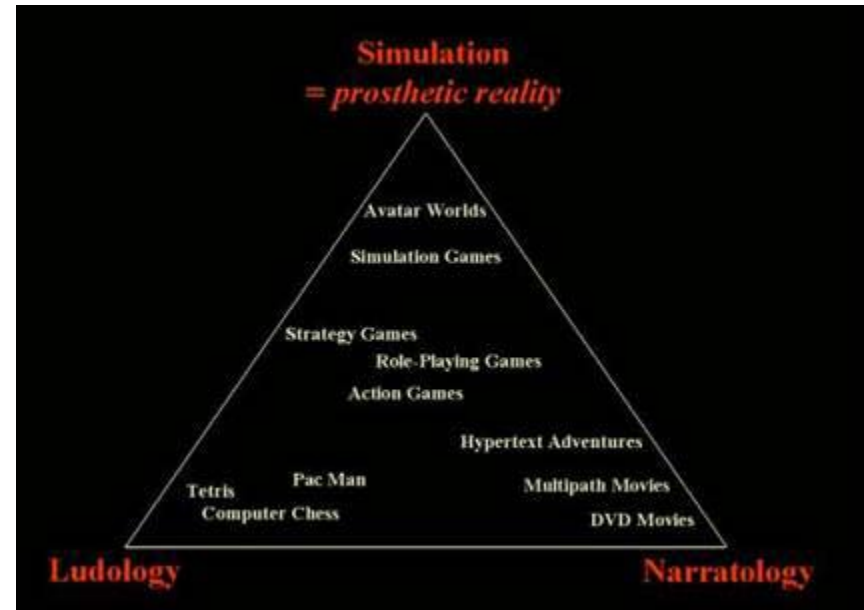 Simulation
= prosthetic reality
Avatar Worlds
Simulation Games
Strategy Games
Role-Playing Games
Action Games
Hypertext Adventures
Pac Man
Multipath Movies
Tetris
Computer Chess
DVD Movies
Ludology
Narratology